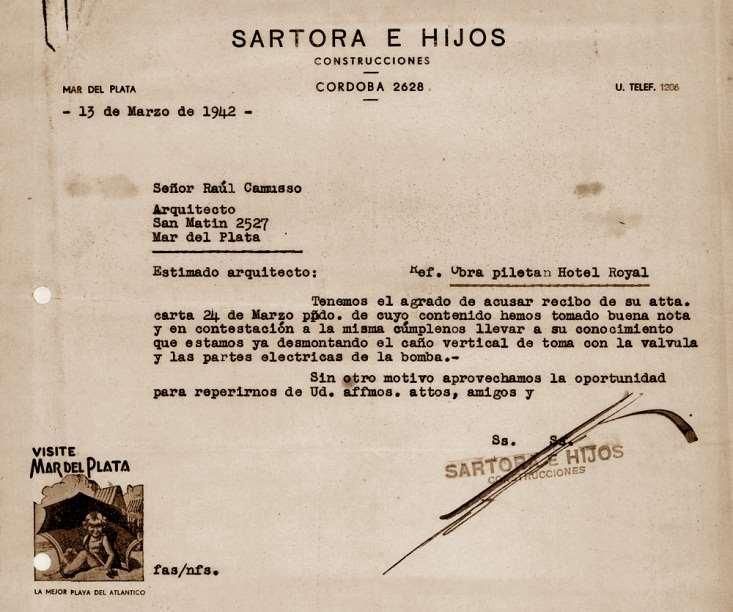 SARTORA E HIJOS
CONSTRUCCIONES
MAR DEL PLATA
CORDOBA 2628
U. TELEF. 1206
- 13 de Marzo de 1942 -
Señor Raúl Camusso
Arquitecto
San Matin 2527
Mar del Plata
Estimado arquitecto: Ref. Obra piletan Hotel Royal
Tenemos el agrado de acusar recibo de su atta.
carta 24 de Marzo ppdo. de cuyo contenido hemos tomado buena nota
y en contestación a la misma cúmplenos llevar a su conocimiento
que estamos ya desmontando el caño vertical de toma con la valvula
y las partes electricas de la bomba.-
Sin otro motivo aprovechamos la oportunidad
para reperirnos de Ud. affmos. attos, amigos y
Ss. Ss.
SARTORA E HIJOS
CONSTRUCCIONES
VISITE
MAR DEL PLATA
LA MEJOR PLAYA DEL ATLANTICO
fas/nfs.